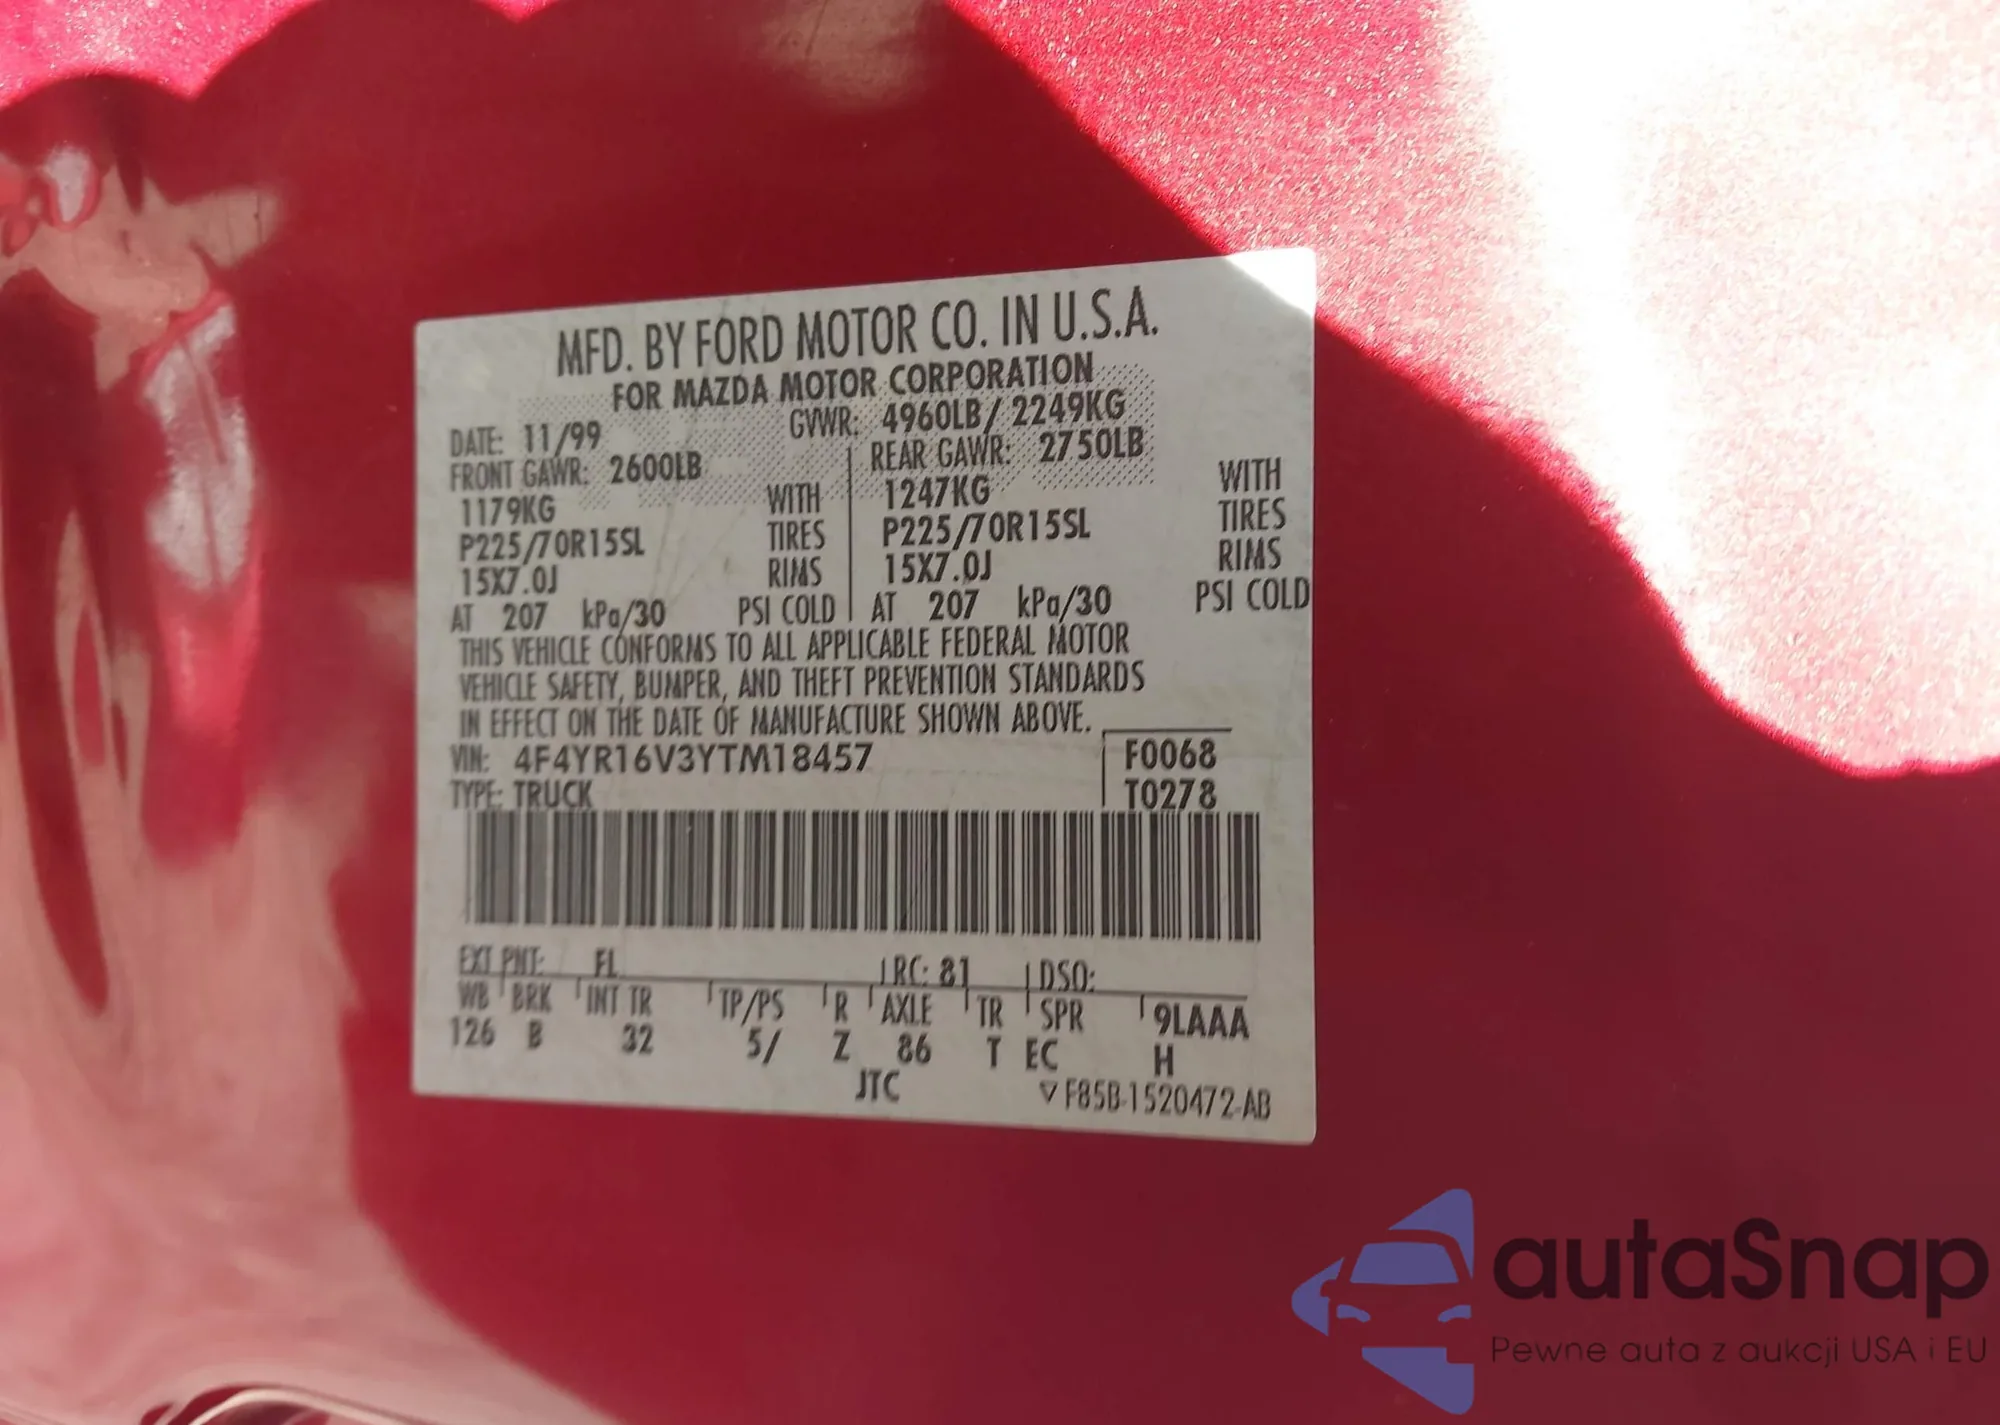 MFD. BY FORD MOTOR CO. IN U.S.A.
FOR MAZDA MOTOR CORPORATION
DATE: 11/99 GVWR: 4960LB/ 2249KG
FRONT GAWR: 2600LB REAR GAWR: 2750LB
1179KG WITH 1247KG WITH
P225/70R15SL TIRES P225/70R15SL TIRES
15X7.0J RIMS 15X7.0J RIMS
AT 207 kPa/30 PSI COLD AT 207 kPa/30 PSI COLD
THIS VEHICLE CONFORMS TO ALL APPLICABLE FEDERAL MOTOR
VEHICLE SAFETY, BUMPER, AND THEFT PREVENTION STANDARDS
IN EFFECT ON THE DATE OF MANUFACTURE SHOWN ABOVE.
VIN: 4F4YR16V3YTM18457 F0068
TYPE: TRUCK T0278
EXT PNT: FL RC: 81 DSO:
WB BRK INT TR TP/PS R AXLE TR SPR 9LAAA
126 B 32 5/ Z 86 T EC H
JTC F85B-1520472-AB
autaSnap
Pewne auta z aukcji USA i EU